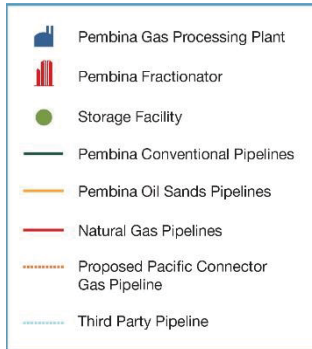 Pembina Gas Processing Plant
Pembina Fractionator
Storage Facility
Pembina Conventional Pipelines
Pembina Oil Sands Pipelines
Natural Gas Pipelines
Proposed Pacific Connector
Gas Pipeline
Third Party Pipeline